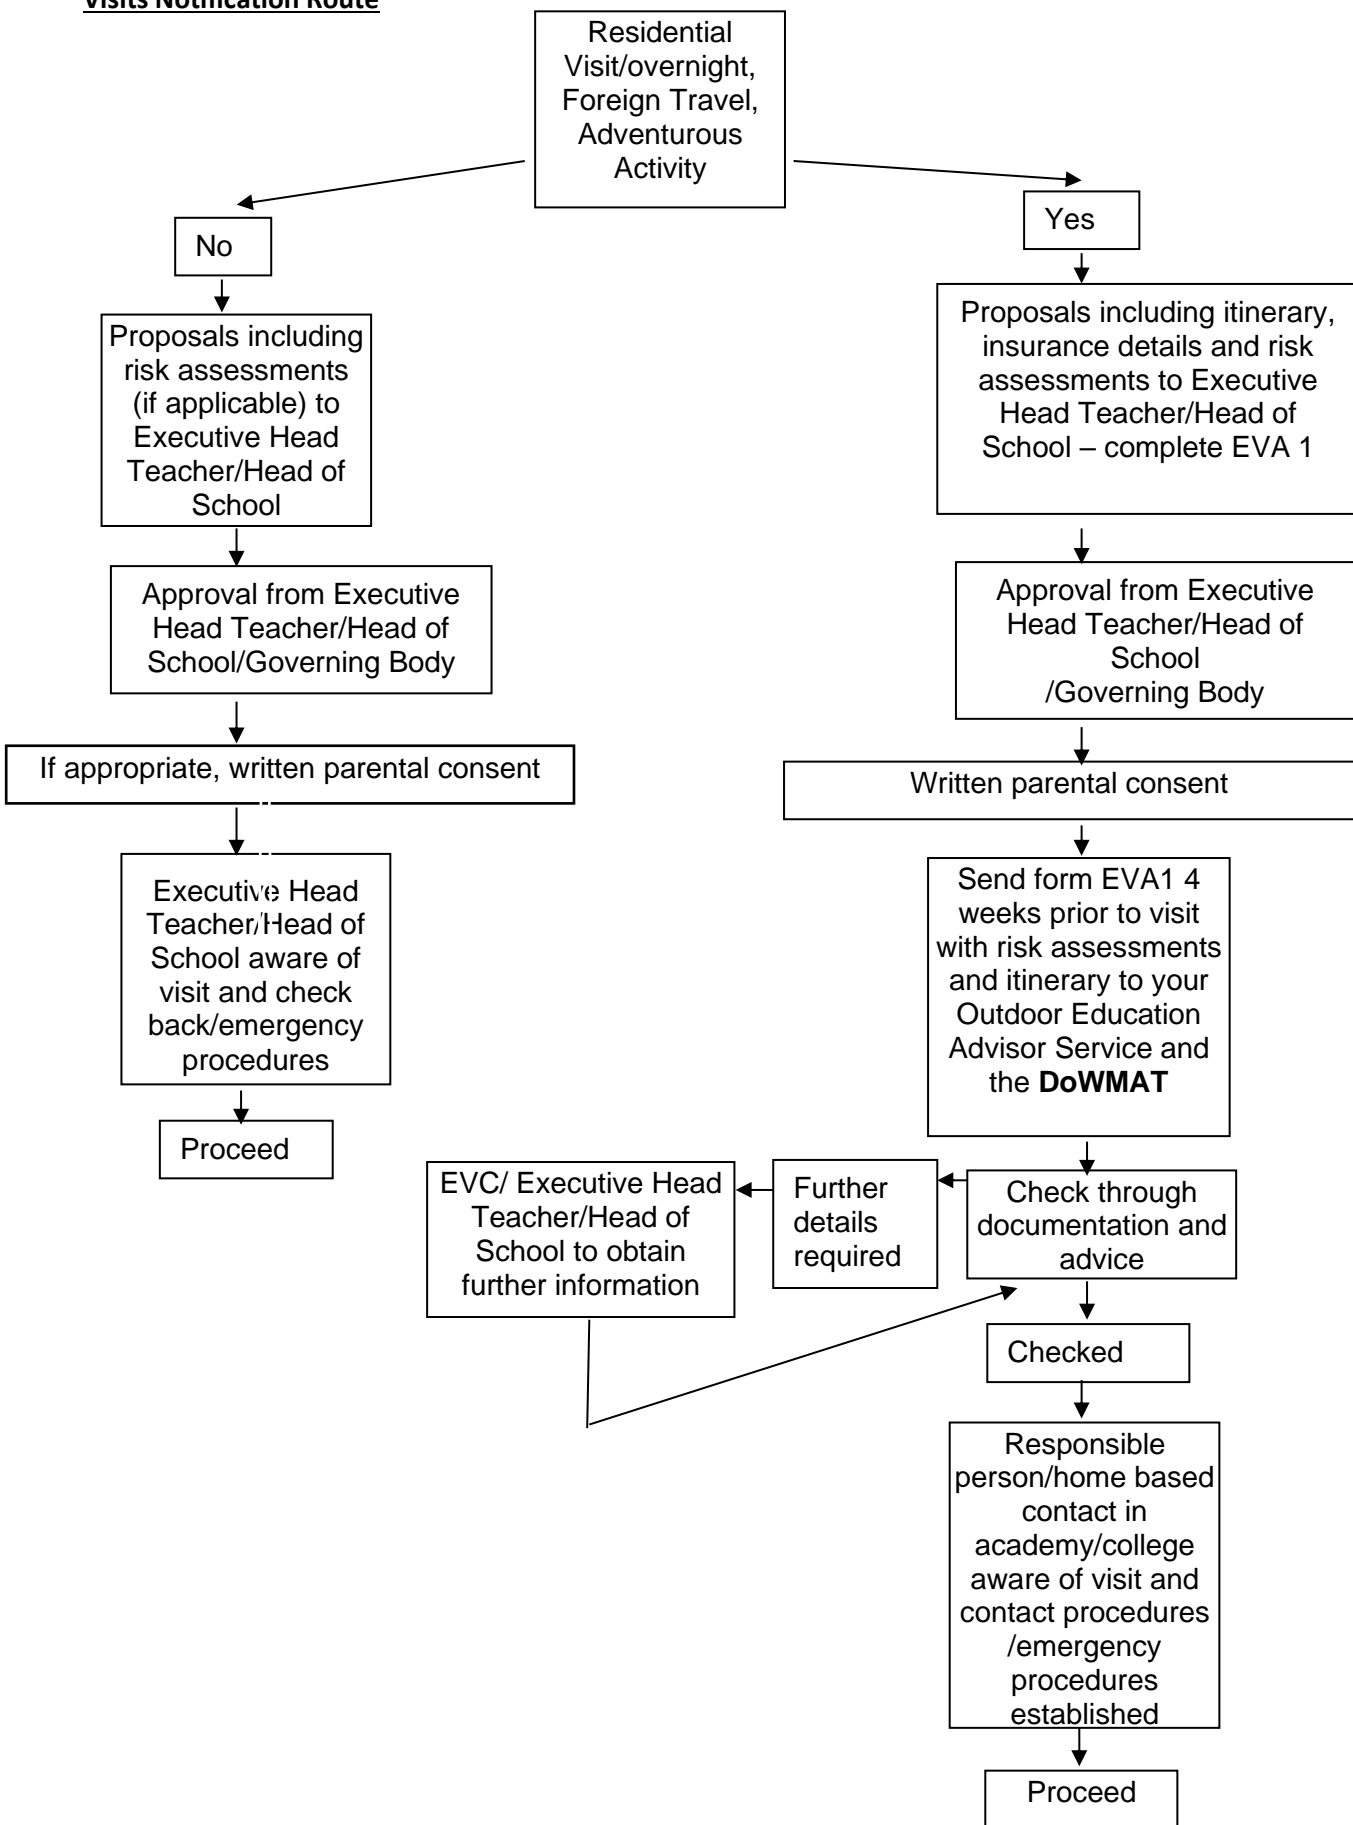 Visits Notification Route
Residential
Visit/overnight,
Foreign Travel,
Adventurous
Activity
No
Proposals including
risk assessments
(if applicable) to
Executive Head
Teacher/Head of
School
Approval from Executive
Head Teacher/Head of
School/Governing Body
If appropriate, written parental consent
Executive Head
Teacher/Head of
School aware of
visit and check
back/emergency
procedures
Proceed
Yes
Proposals including itinerary,
insurance details and risk
assessments to Executive
Head Teacher/Head of
School – complete EVA 1
Approval from Executive
Head Teacher/Head of
School
/Governing Body
Written parental consent
Send form EVA1 4
weeks prior to visit
with risk assessments
and itinerary to your
Outdoor Education
Advisor Service and
the DoWMAT
Check through
documentation and
advice
Further
details
required
EVC/ Executive Head
Teacher/Head of
School to obtain
further information
Checked
Responsible
person/home based
contact in
academy/college
aware of visit and
contact procedures
/emergency
procedures
established
Proceed